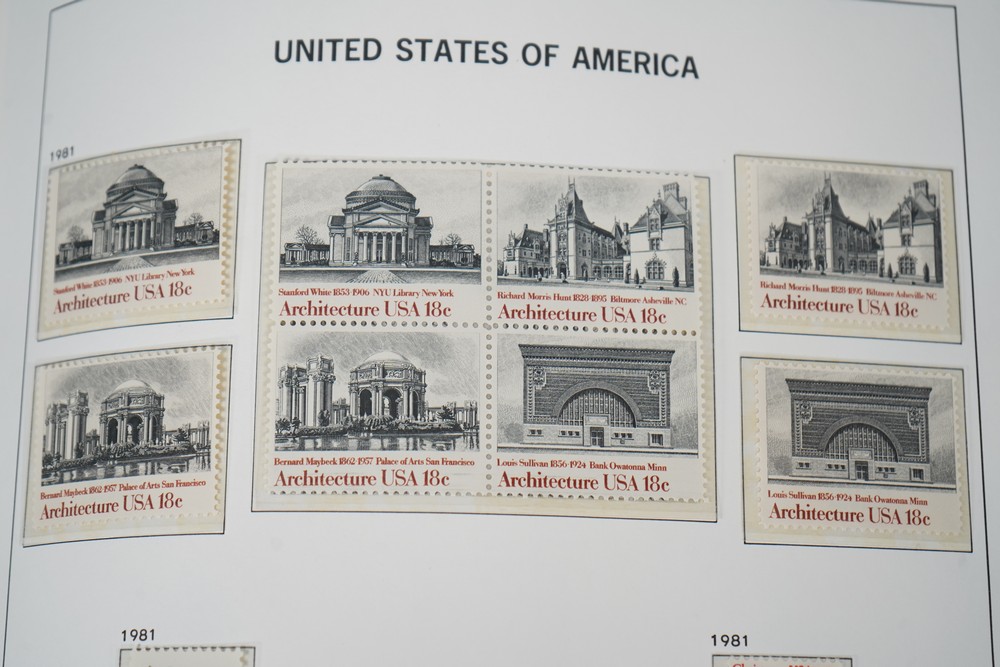 UNITED STATES OF AMERICA
1981
Stanford White 1853-1906 NYU Library New York
Architecture USA 18c
Stanford White 1853-1906 NYU Library New York
Architecture USA 18c
Richard Morris Hunt 1828-1895 Biltmore Asheville NC
Architecture USA 18c
Richard Morris Hunt 1828-1895 Biltmore Asheville NC
Architecture USA 18c
Bernard Maybeck 1862-1957 Palace of Arts San Francisco
Architecture USA 18c
Bernard Maybeck 1862-1957 Palace of Arts San Francisco
Architecture USA 18c
Louis Sullivan 1856-1924 Bank Owatonna Minn
Architecture USA 18c
Louis Sullivan 1856-1924 Bank Owatonna Minn
Architecture USA 18c
1981
1981